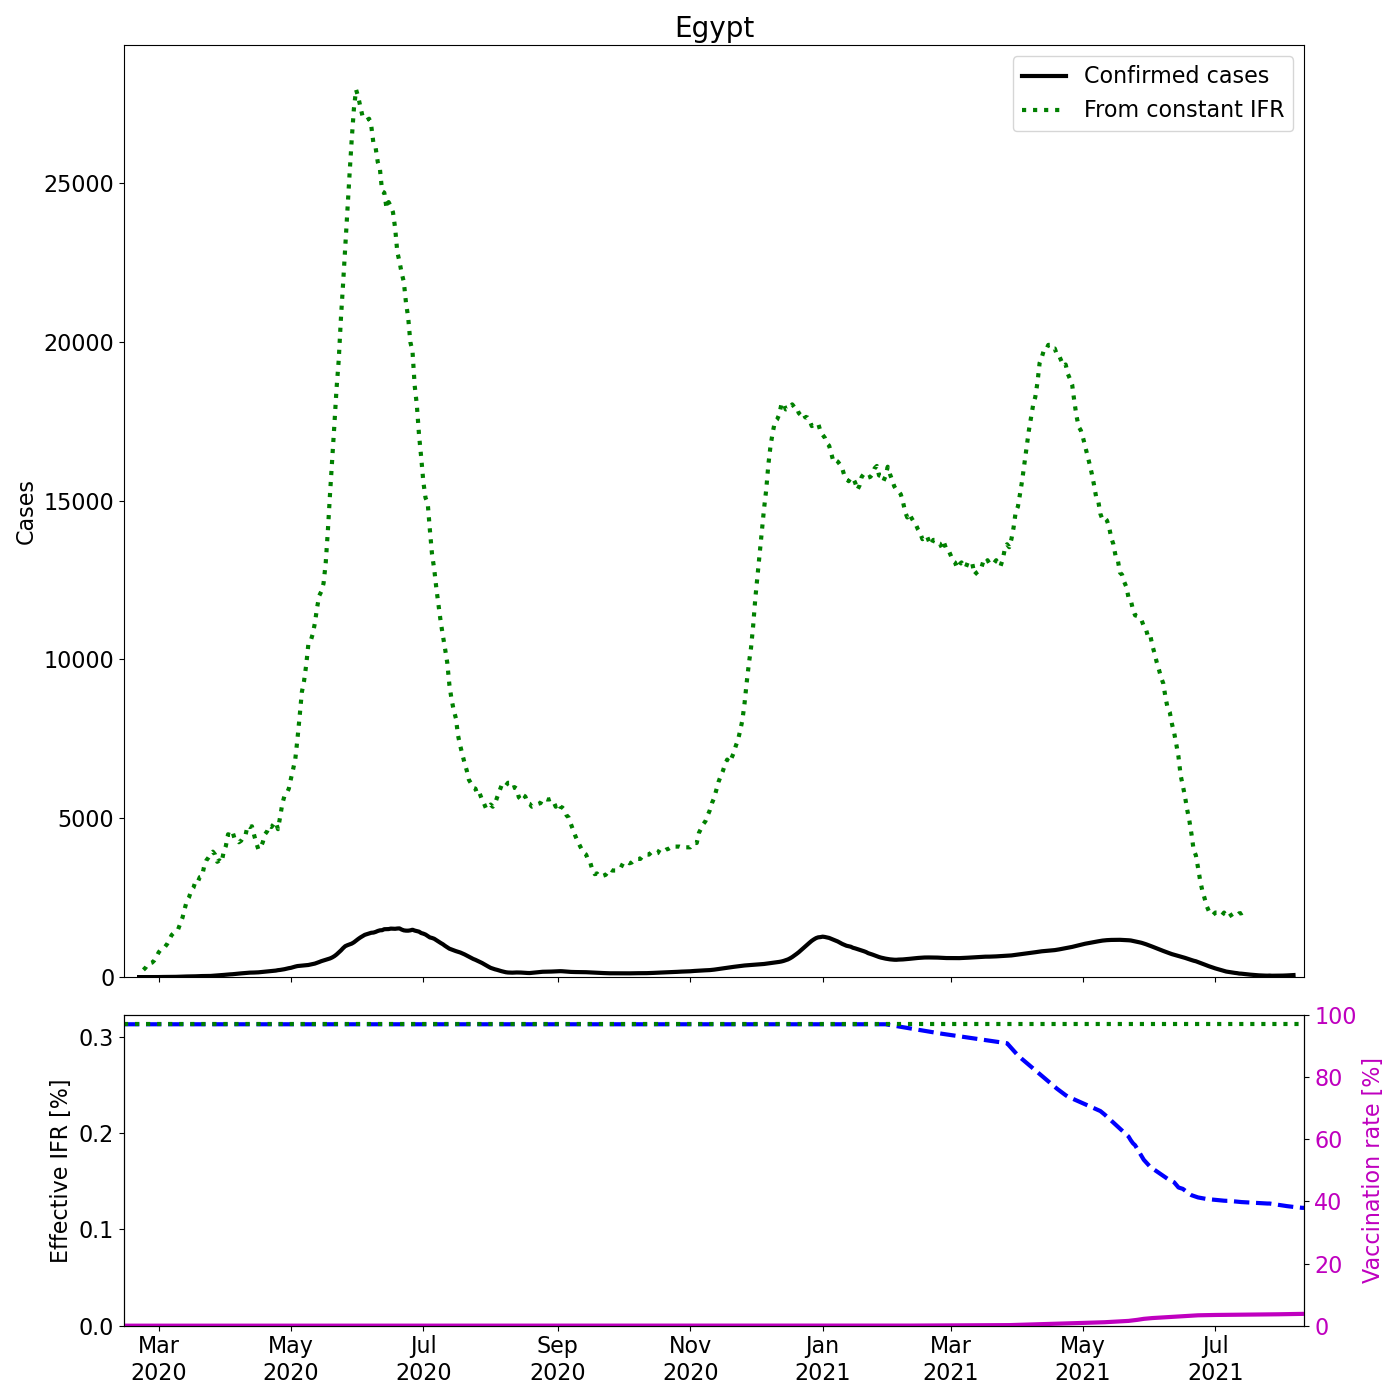 Egypt
Confirmed cases
From constant IFR
Cases
25000
20000
15000
10000
5000
0
Effective IFR [%]
0.3
0.2
0.1
0.0
100
80
60
40
20
0
Vaccination rate [%]
Mar May Jul Sep Nov Jan Mar May Jul
2020 2020 2020 2020 2020 2021 2021 2021 2021